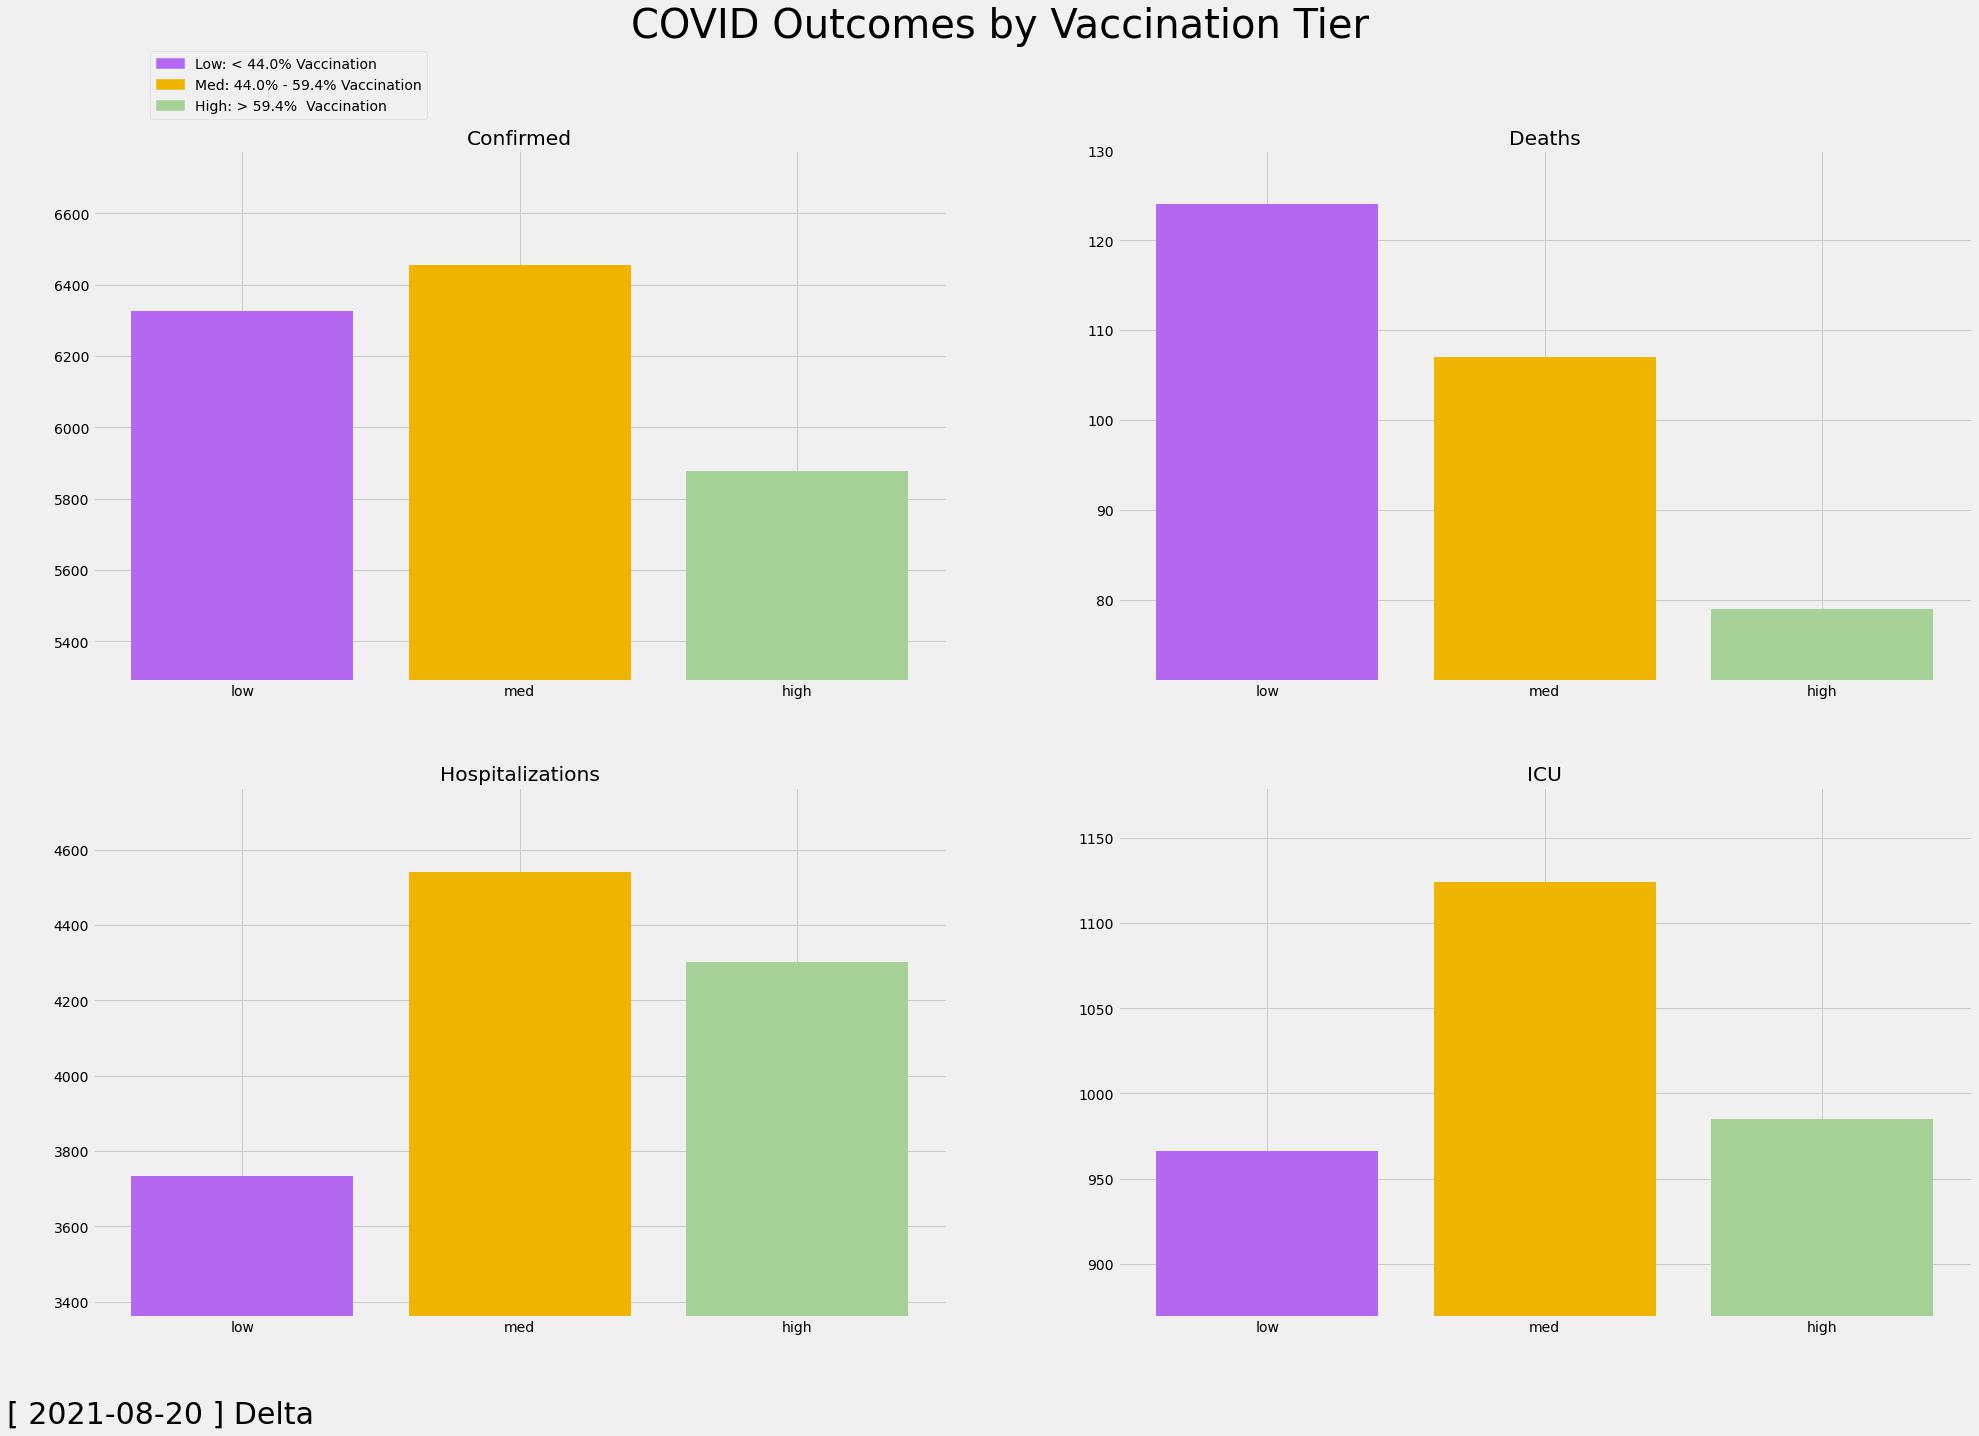 COVID Outcomes by Vaccination Tier
Low: < 44.0% Vaccination
Med: 44.0% - 59.4% Vaccination
High: > 59.4%  Vaccination
Confirmed
6600
6400
6200
6000
5800
5600
5400
low med high
Deaths
130
120
110
100
90
80
low med high
Hospitalizations
4600
4400
4200
4000
3800
3600
3400
low med high
ICU
1150
1100
1050
1000
950
900
low med high
[ 2021-08-20 ] Delta